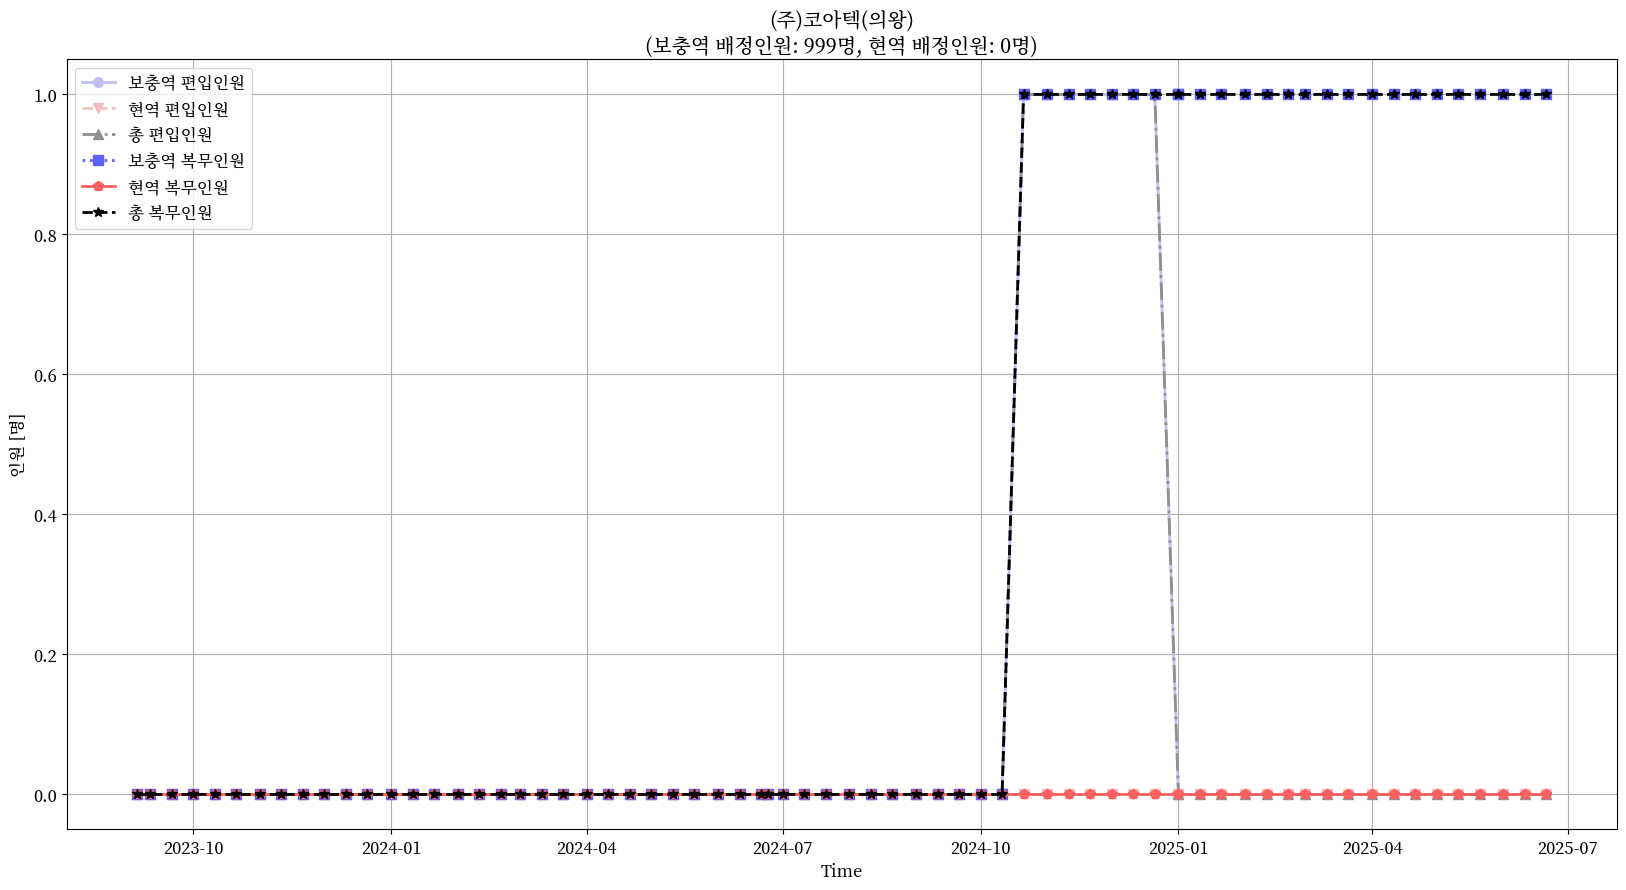 (주)코아텍(의왕)
(보충역 배정인원: 999명, 현역 배정인원: 0명)
보충역 편입인원
현역 편입인원
총 편입인원
보충역 복무인원
현역 복무인원
총 복무인원
1.0
0.8
0.6
0.4
0.2
0.0
인원 [명]
2023-10
2024-01
2024-04
2024-07
2024-10
2025-01
2025-04
2025-07
Time